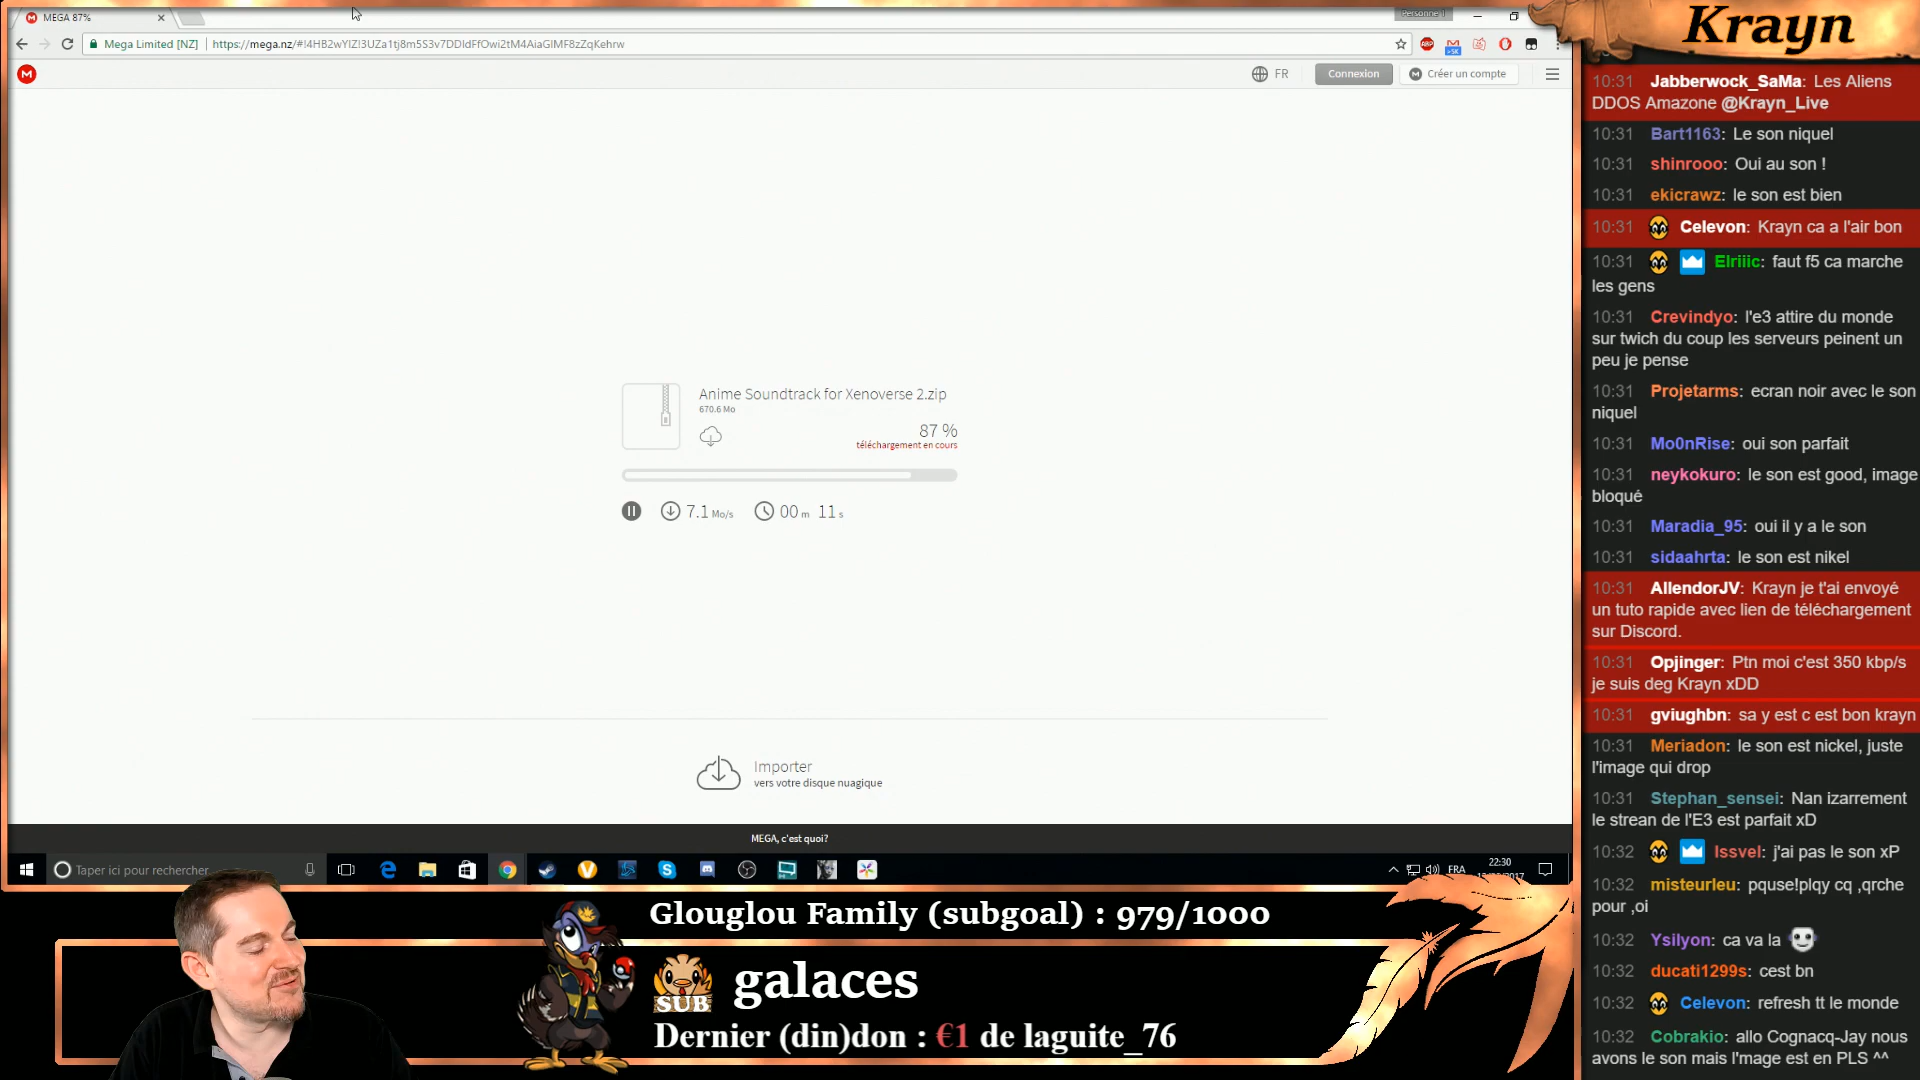 MEGA 87%
Personne 1
Mega Limited [NZ]
Krayn
FR
Connexion
Créer un compte
Anime Soundtrack for Xenoverse 2.zip
670.6 Mo
87 %
téléchargement en cours
7.1 Mo/s
00 m 11 s
Importer
vers votre disque nuagique
MEGA, c'est quoi?
Taper ici pour rechercher
FRA
22:30
Glouglou Family (subgoal) : 979/1000
SUB
galaces
Dernier (din)don : €1 de laguite_76
10:31 Jabberwock_SaMa: Les Aliens
DDOS Amazone @Krayn_Live
10:31 Bart1163: Le son niquel
10:31 shinrooo: Oui au son !
10:31 ekicrawz: le son est bien
10:31 Celevon: Krayn ca a l'air bon
10:31 Elriiic: faut f5 ca marche
les gens
10:31 Crevindyo: l'e3 attire du monde
sur twich du coup les serveurs peinent un
peu je pense
10:31 Projetarms: ecran noir avec le son
niquel
10:31 Mo0nRise: oui son parfait
10:31 neykokuro: le son est good, image
bloqué
10:31 Maradia_95: oui il y a le son
10:31 sidaahrta: le son est nikel
10:31 AllendorJV: Krayn je t'ai envoyé
un tuto rapide avec lien de téléchargement
sur Discord.
10:31 Opjinger: Ptn moi c'est 350 kbp/s
je suis deg Krayn xDD
10:31 gviughbn: sa y est c est bon krayn
10:31 Meriadon: le son est nickel, juste
l'image qui drop
10:31 Stephan_sensei: Nan izarrement
le strean de l'E3 est parfait xD
10:32 Issvel: j'ai pas le son xP
10:32 misteurleu: pquse!plqy cq ,qrche
pour ,oi
10:32 Ysilyon: ca va la
10:32 ducati1299s: cest bn
10:32 Celevon: refresh tt le monde
10:32 Cobrakio: allo Cognacq-Jay nous
avons le son mais l'mage est en PLS ^^